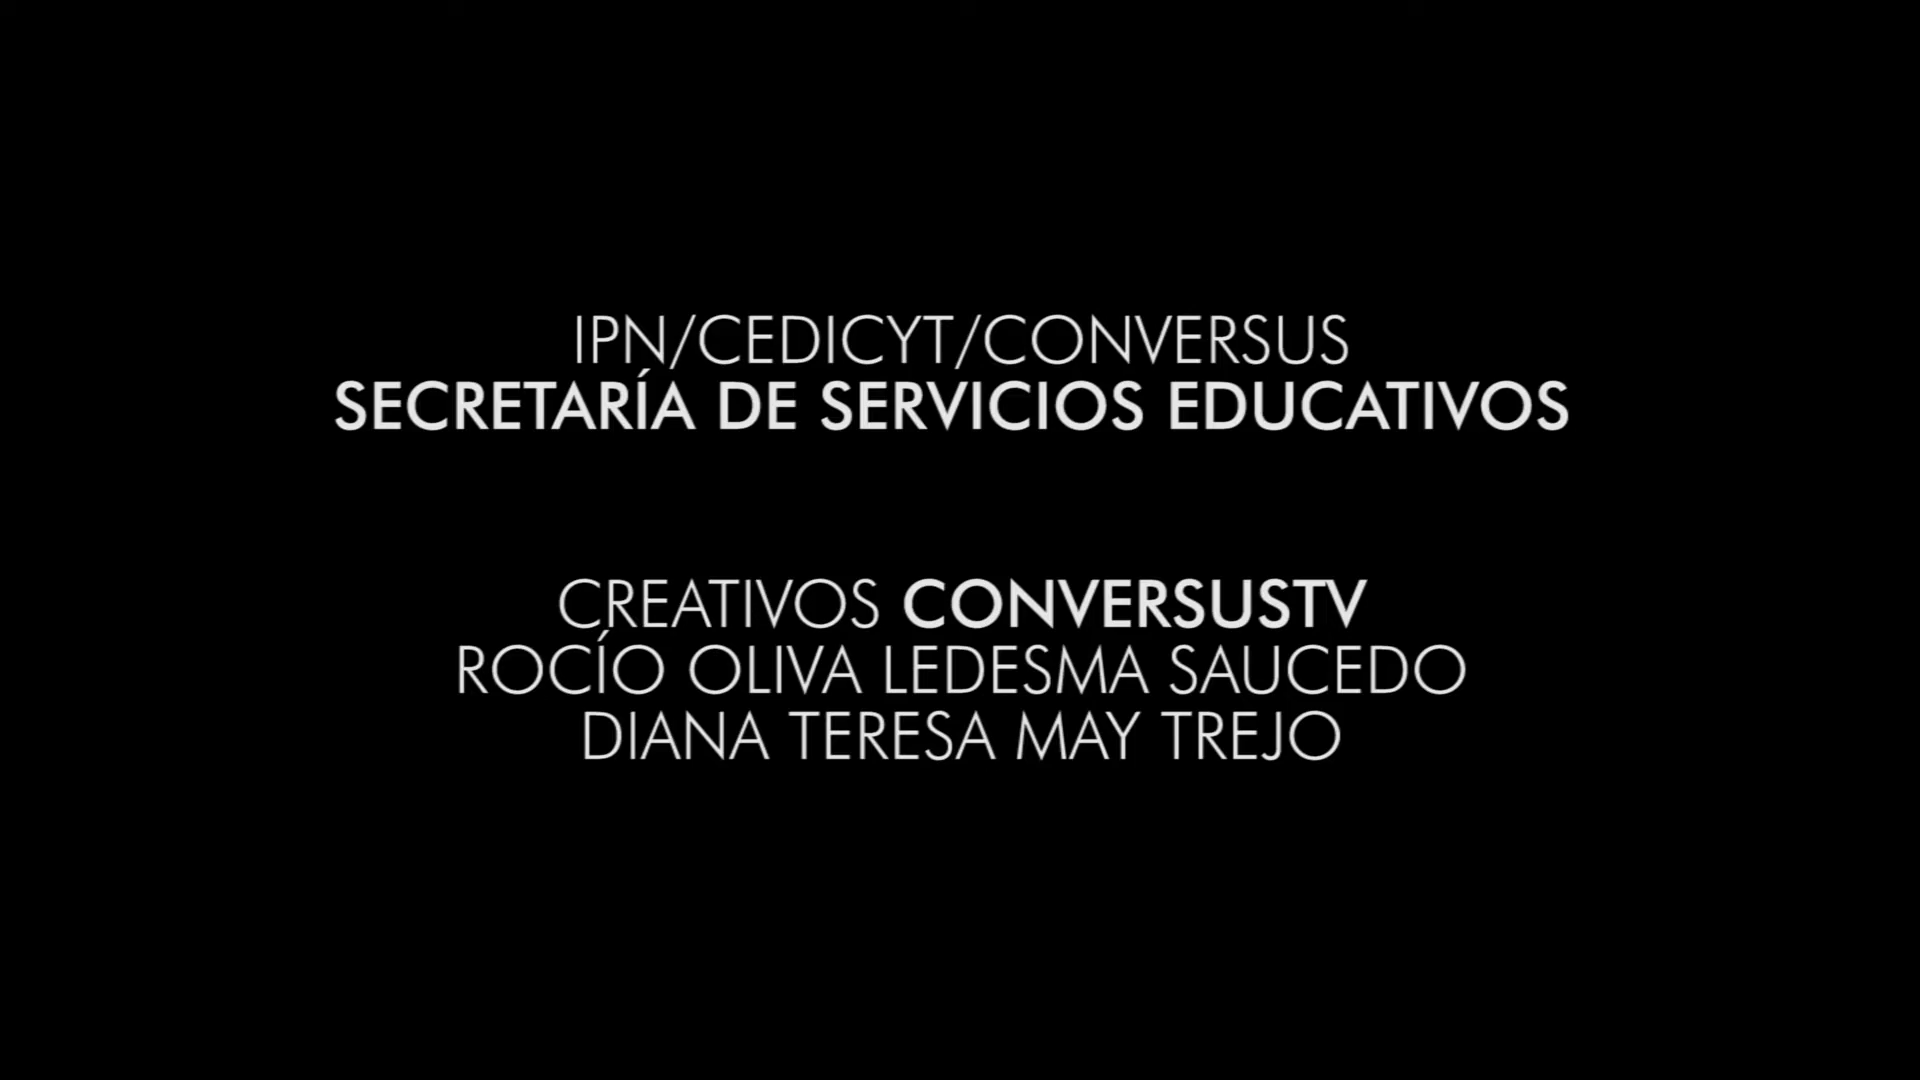 IPN/CEDICYT/CONVERSUS
SECRETARÍA DE SERVICIOS EDUCATIVOS
CREATIVOS CONVERSUSTV
ROCÍO OLIVA LEDESMA SAUCEDO
DIANA TERESA MAY TREJO